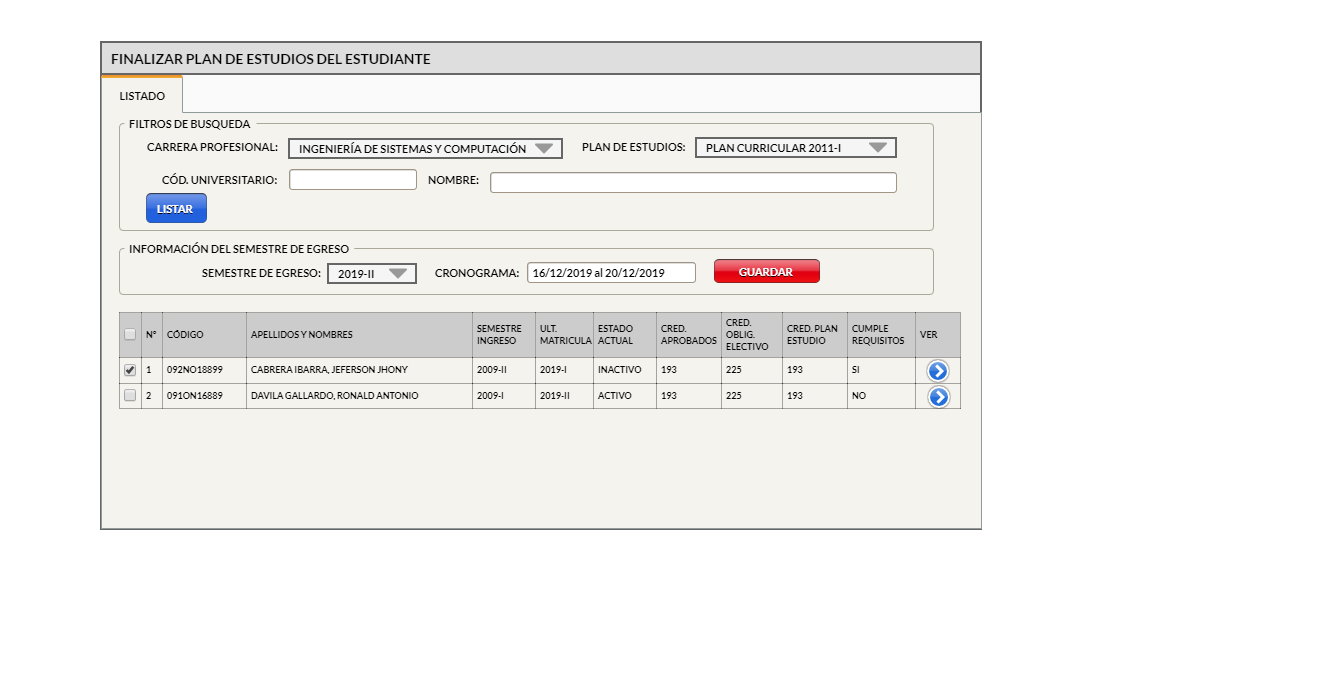 FINALIZAR PLAN DE ESTUDIOS DEL ESTUDIANTE
LISTADO
FILTROS DE BUSQUEDA
CARRERA PROFESIONAL: INGENIERÍA DE SISTEMAS Y COMPUTACIÓN PLAN DE ESTUDIOS: PLAN CURRICULAR 2011-I
CÓD. UNIVERSITARIO: NOMBRE:
LISTAR
INFORMACIÓN DEL SEMESTRE DE EGRESO
SEMESTRE DE EGRESO: 2019-II CRONOGRAMA: 16/12/2019 al 20/12/2019 GUARDAR
N° CÓDIGO APELLIDOS Y NOMBRES SEMESTRE INGRESO ULT. MATRICULA ESTADO ACTUAL CRED. APROBADOS CRED. OBLIG. ELECTIVO CRED. PLAN ESTUDIO CUMPLE REQUISITOS VER
1 092NO18899 CABRERA IBARRA, JEFERSON JHONY 2009-II 2019-I INACTIVO 193 225 193 SI
2 091ON16889 DAVILA GALLARDO, RONALD ANTONIO 2009-I 2019-II ACTIVO 193 225 193 NO